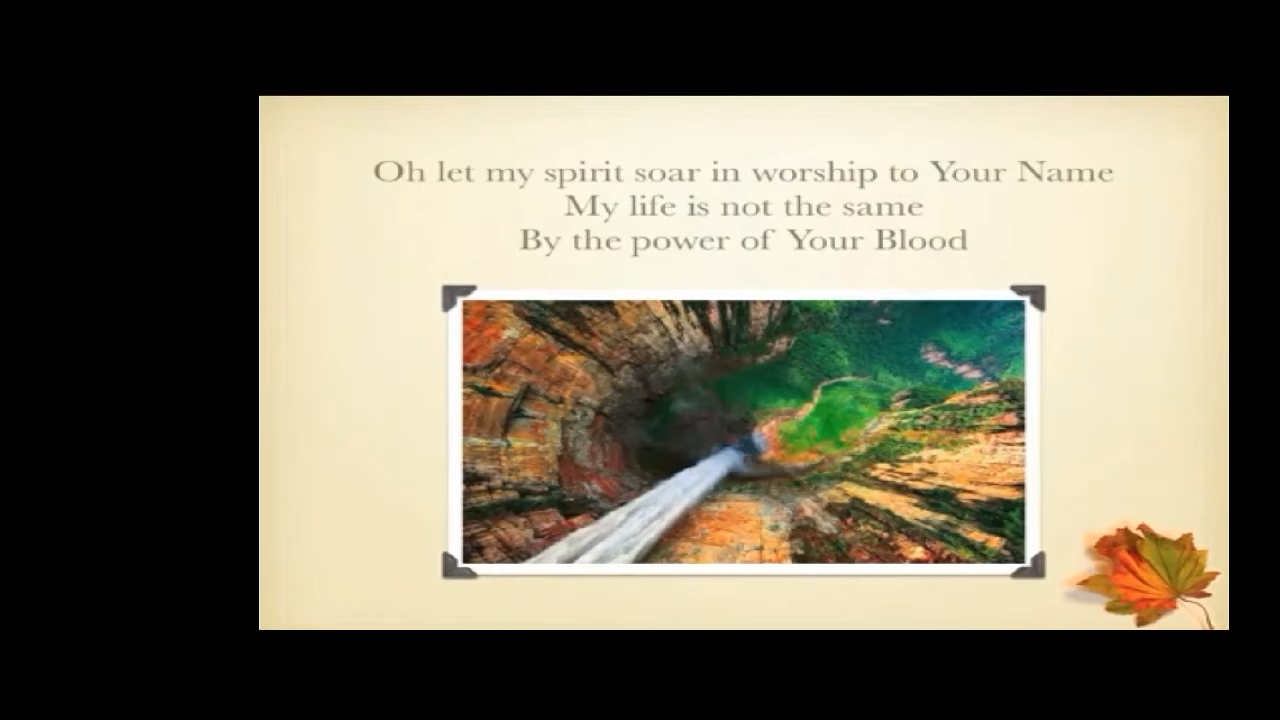 Oh let my spirit soar in worship to Your Name
My life is not the same
By the power of Your Blood